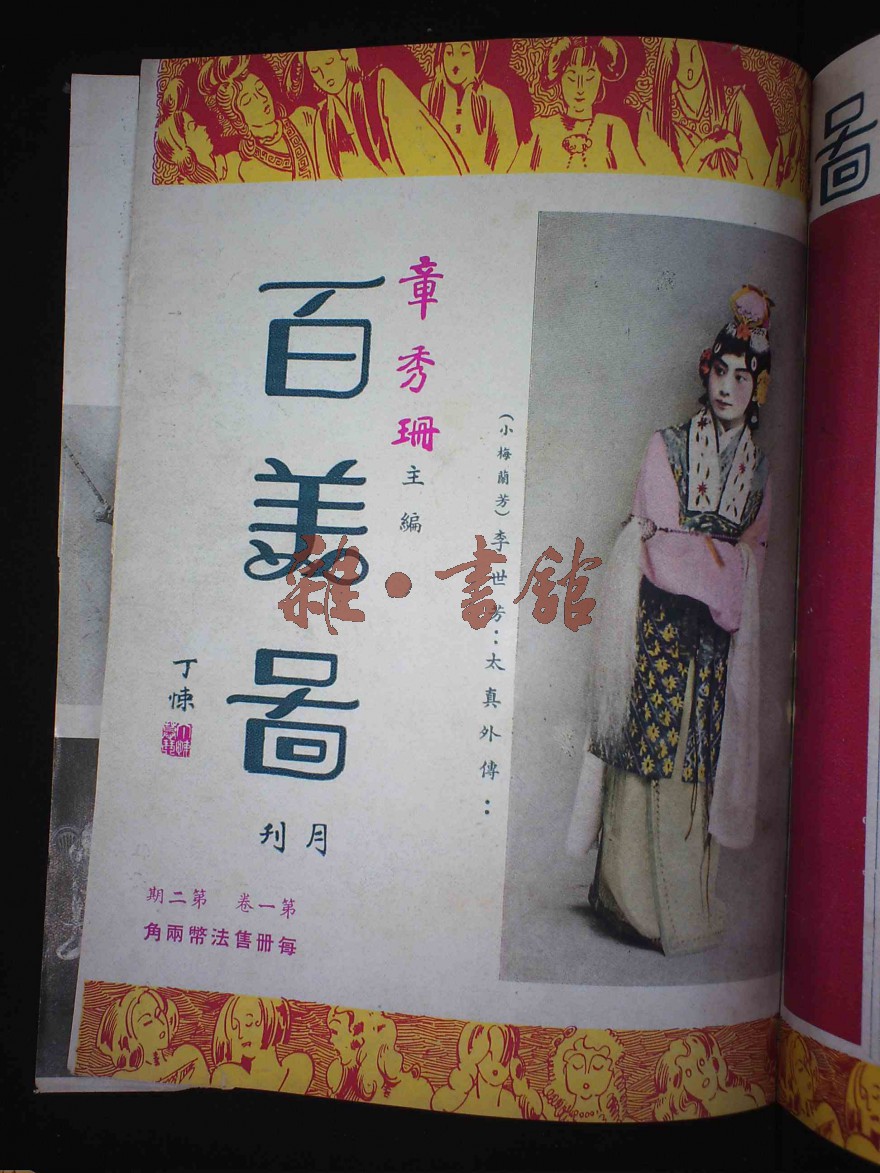 章秀珊主編
百美圖
月刊
丁悚
第一卷 第二期
每册售法幣兩角
(小梅蘭芳)李世芳:太真外傳:
雜·書館
圖